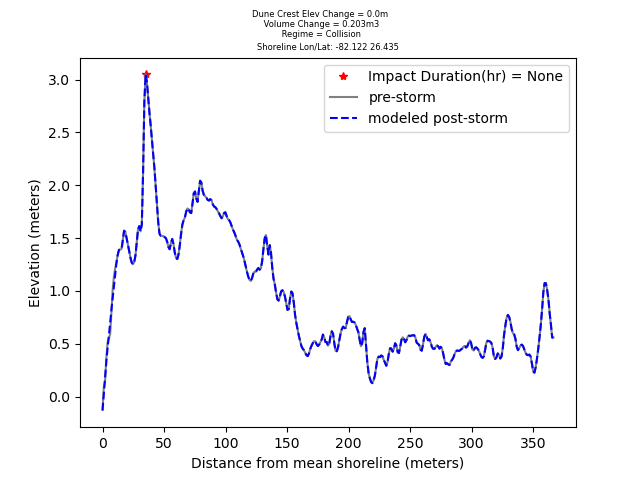 Dune Crest Elev Change = 0.0m
Volume Change = 0.203m3
Regime = Collision
Shoreline Lon/Lat: -82.122 26.435
Impact Duration(hr) = None
pre-storm
modeled post-storm
Elevation (meters)
3.0
2.5
2.0
1.5
1.0
0.5
0.0
0 50 100 150 200 250 300 350
Distance from mean shoreline (meters)